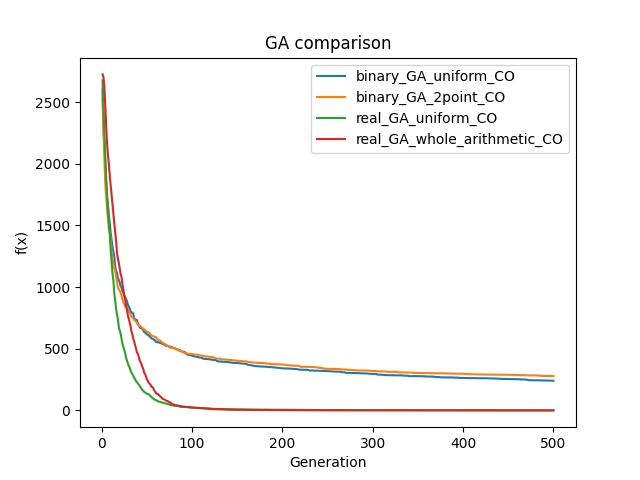 GA comparison
binary_GA_uniform_CO
binary_GA_2point_CO
real_GA_uniform_CO
real_GA_whole_arithmetic_CO
2500
2000
1500
1000
500
0
f(x)
0 100 200 300 400 500
Generation